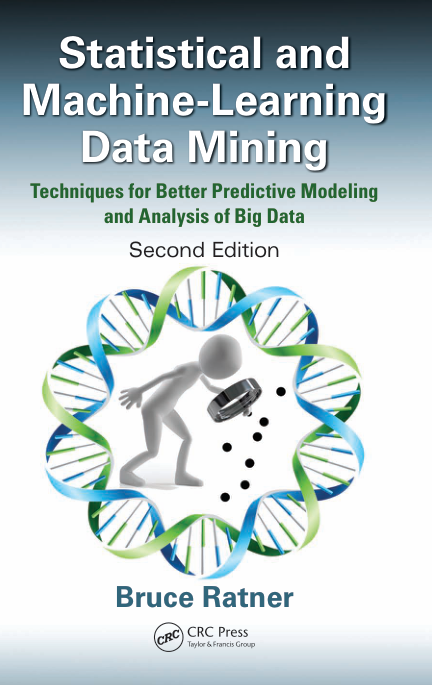 Statistical and
Machine-Learning
Data Mining
Techniques for Better Predictive Modeling
and Analysis of Big Data
Second Edition
Bruce Ratner
CRC CRC Press
Taylor & Francis Group